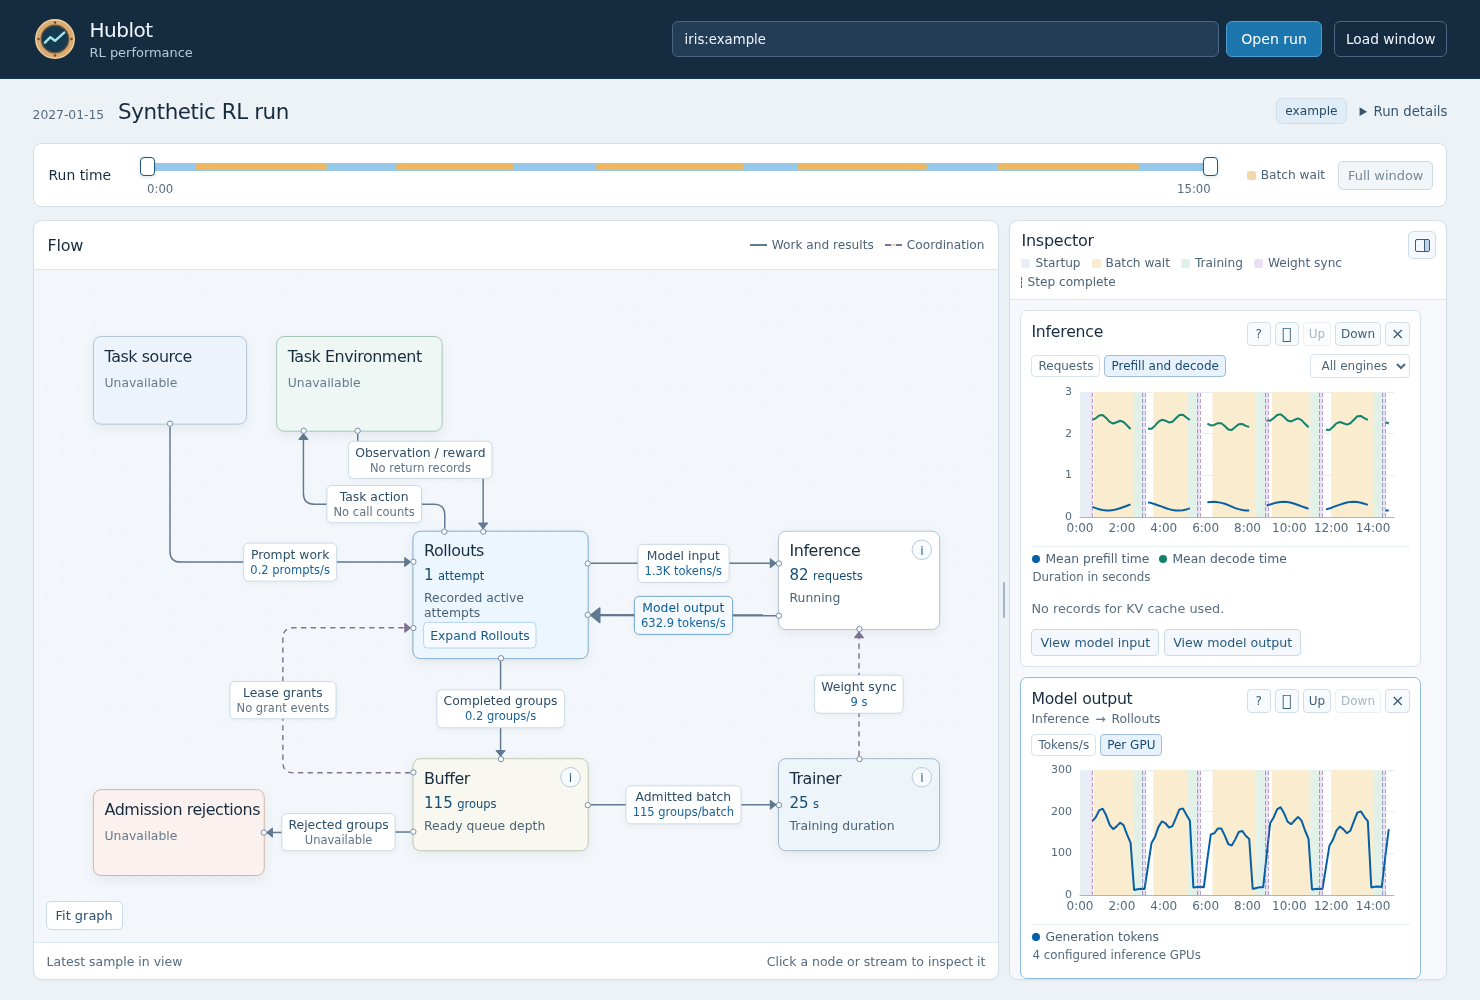 Hublot
RL performance
iris:example
Open run
Load window
2027-01-15
Synthetic RL run
example
Run details
Run time
0:00
15:00
Batch wait
Full window
Flow
Work and results
Coordination
Task source
Unavailable
Task Environment
Unavailable
Observation / reward
No return records
Task action
No call counts
Prompt work
0.2 prompts/s
Rollouts
1 attempt
Recorded active
attempts
Expand Rollouts
Model input
1.3K tokens/s
Model output
632.9 tokens/s
Inference
i
82 requests
Running
Lease grants
No grant events
Completed groups
0.2 groups/s
Weight sync
9 s
Buffer
i
115 groups
Ready queue depth
Admitted batch
115 groups/batch
Trainer
i
25 s
Training duration
Admission rejections
Unavailable
Rejected groups
Unavailable
Fit graph
Latest sample in view
Click a node or stream to inspect it
Inspector
Startup
Batch wait
Training
Weight sync
Step complete
Inference
?
Up
Down
×
Requests
Prefill and decode
All engines
3
2
1
0
0:00 2:00 4:00 6:00 8:00 10:00 12:00 14:00
Mean prefill time
Mean decode time
Duration in seconds
No records for KV cache used.
View model input
View model output
Model output
?
Up
Down
×
Inference → Rollouts
Tokens/s
Per GPU
300
200
100
0
0:00 2:00 4:00 6:00 8:00 10:00 12:00 14:00
Generation tokens
4 configured inference GPUs